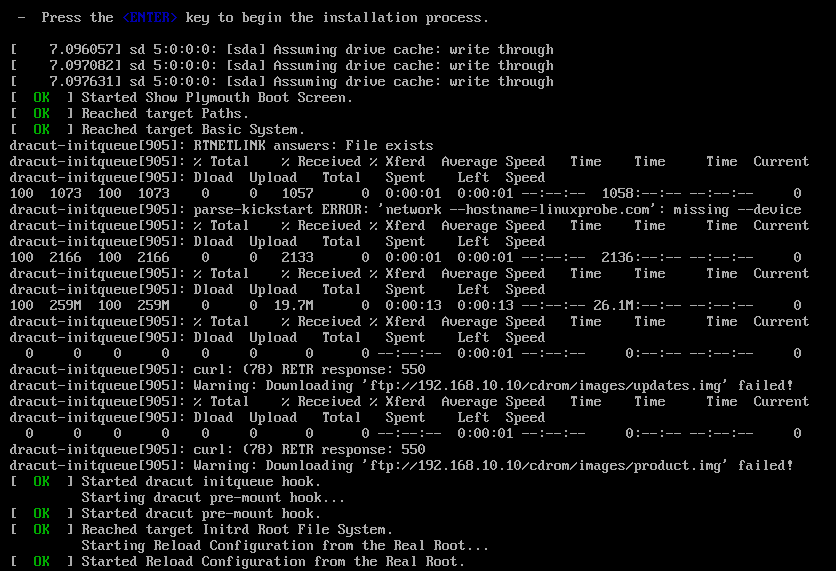 -  Press the <ENTER> key to begin the installation process.
[    7.096057] sd 5:0:0:0: [sda] Assuming drive cache: write through
[    7.097082] sd 5:0:0:0: [sda] Assuming drive cache: write through
[    7.097631] sd 5:0:0:0: [sda] Assuming drive cache: write through
[  OK  ] Started Show Plymouth Boot Screen.
[  OK  ] Reached target Paths.
[  OK  ] Reached target Basic System.
dracut-initqueue[905]: RTNETLINK answers: File exists
dracut-initqueue[905]: % Total    % Received % Xferd  Average Speed   Time    Time     Time  Current
dracut-initqueue[905]: Dload  Upload   Total   Spent    Left  Speed
100  1073  100  1073    0     0   1057      0  0:00:01  0:00:01 --:--:--  1058:--:-- --:--:--     0
dracut-initqueue[905]: parse-kickstart ERROR: 'network --hostname=linuxprobe.com': missing --device
dracut-initqueue[905]: % Total    % Received % Xferd  Average Speed   Time    Time     Time  Current
dracut-initqueue[905]: Dload  Upload   Total   Spent    Left  Speed
100  2166  100  2166    0     0   2133      0  0:00:01  0:00:01 --:--:--  2136:--:-- --:--:--     0
dracut-initqueue[905]: % Total    % Received % Xferd  Average Speed   Time    Time     Time  Current
dracut-initqueue[905]: Dload  Upload   Total   Spent    Left  Speed
100  259M  100  259M    0     0  19.7M      0  0:00:13  0:00:13 --:--:-- 26.1M:--:-- --:--:--     0
dracut-initqueue[905]: % Total    % Received % Xferd  Average Speed   Time    Time     Time  Current
dracut-initqueue[905]: Dload  Upload   Total   Spent    Left  Speed
0     0    0     0    0     0      0      0 --:--:--  0:00:01 --:--:--     0:--:-- --:--:--     0
dracut-initqueue[905]: curl: (78) RETR response: 550
dracut-initqueue[905]: Warning: Downloading 'ftp://192.168.10.10/cdrom/images/updates.img' failed!
dracut-initqueue[905]: % Total    % Received % Xferd  Average Speed   Time    Time     Time  Current
dracut-initqueue[905]: Dload  Upload   Total   Spent    Left  Speed
0     0    0     0    0     0      0      0 --:--:--  0:00:01 --:--:--     0:--:-- --:--:--     0
dracut-initqueue[905]: curl: (78) RETR response: 550
dracut-initqueue[905]: Warning: Downloading 'ftp://192.168.10.10/cdrom/images/product.img' failed!
[  OK  ] Started dracut initqueue hook.
Starting dracut pre-mount hook...
[  OK  ] Started dracut pre-mount hook.
[  OK  ] Reached target Initrd Root File System.
Starting Reload Configuration from the Real Root...
[  OK  ] Started Reload Configuration from the Real Root.